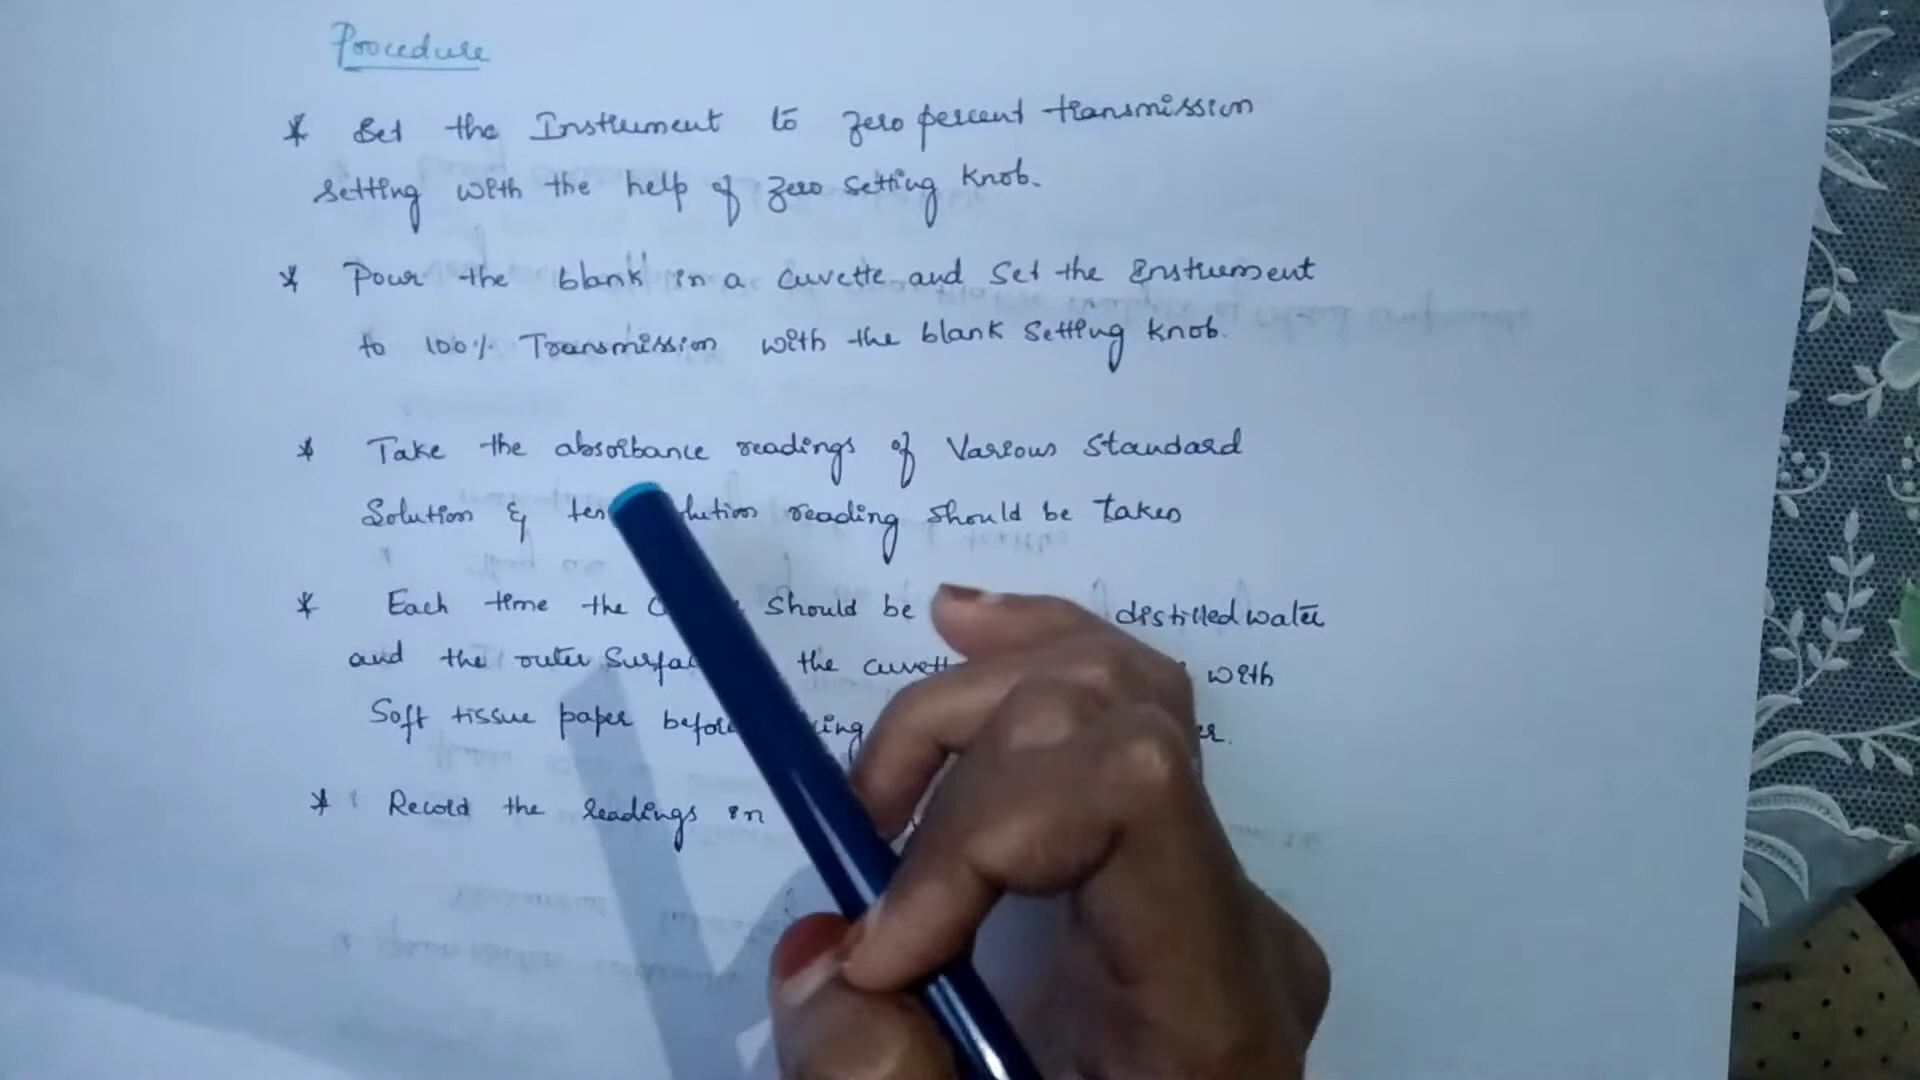 Procedure
* Set the Instrument to zero percent transmission
setting with the help of zero setting knob.
* Pour the blank in a cuvette and set the Instrument
to 100% Transmission with the blank setting knob.
* Take the absorbance readings of Various Standard
Solution & reading should be taken
* Each time the should be distilled water
and the outer the with
Soft tissue paper
* Record the readings in